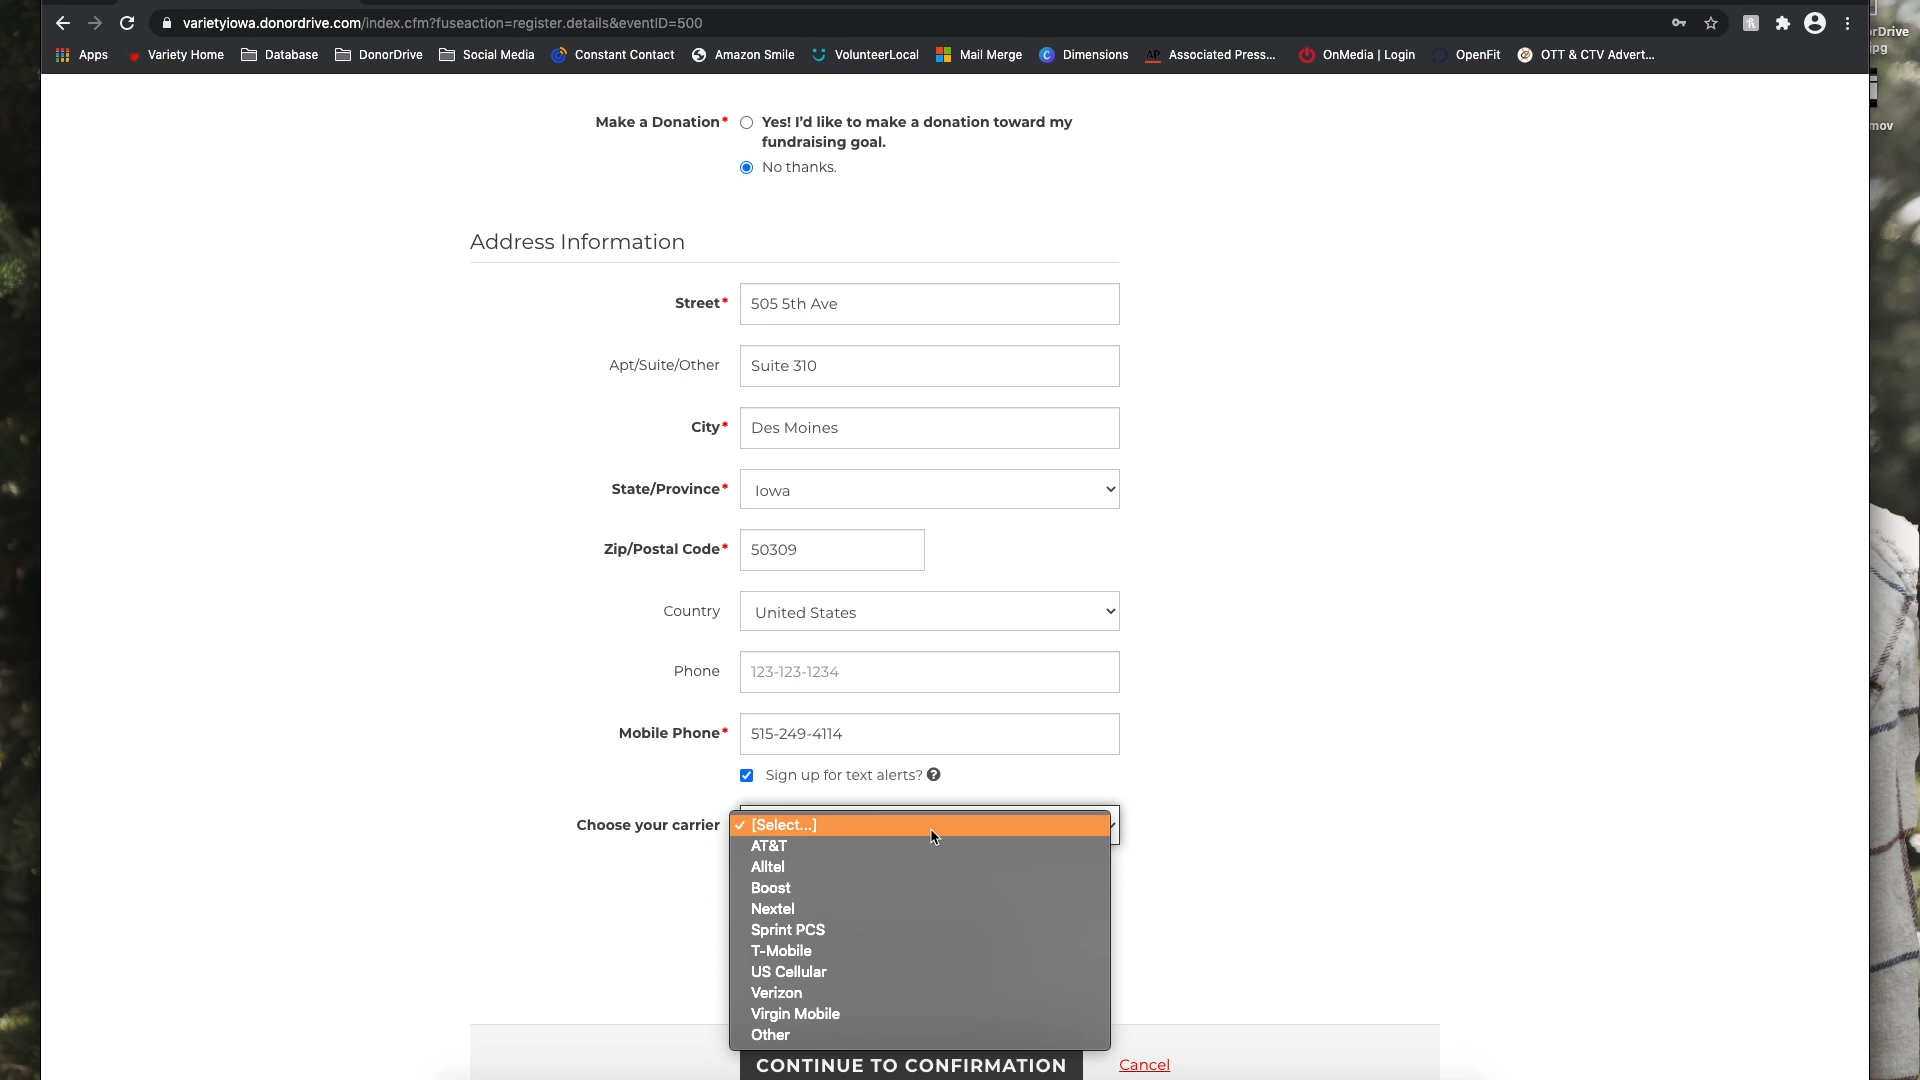 varietyiowa.donordrive.com/index.cfm?fuseaction=register.details&eventID=500
Apps Variety Home Database DonorDrive Social Media Constant Contact Amazon Smile VolunteerLocal Mail Merge Dimensions AP Associated Press... OnMedia | Login OpenFit OTT & CTV Advert...
rDrive
jpg
mov
Make a Donation* Yes! I'd like to make a donation toward my
fundraising goal.
No thanks.
Address Information
Street* 505 5th Ave
Apt/Suite/Other Suite 310
City* Des Moines
State/Province* Iowa
Zip/Postal Code* 50309
Country United States
Phone 123-123-1234
Mobile Phone* 515-249-4114
Sign up for text alerts? ?
Choose your carrier ✓ [Select...]
AT&T
Alltel
Boost
Nextel
Sprint PCS
T-Mobile
US Cellular
Verizon
Virgin Mobile
Other
CONTINUE TO CONFIRMATION Cancel